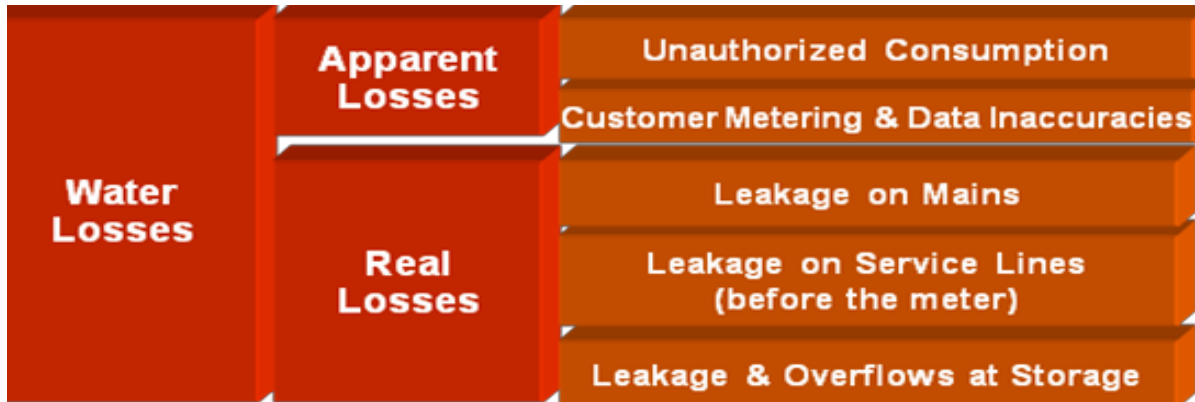 Water
Losses
Apparent
Losses
Unauthorized Consumption
Customer Metering & Data Inaccuracies
Real
Losses
Leakage on Mains
Leakage on Service Lines
(before the meter)
Leakage & Overflows at Storage